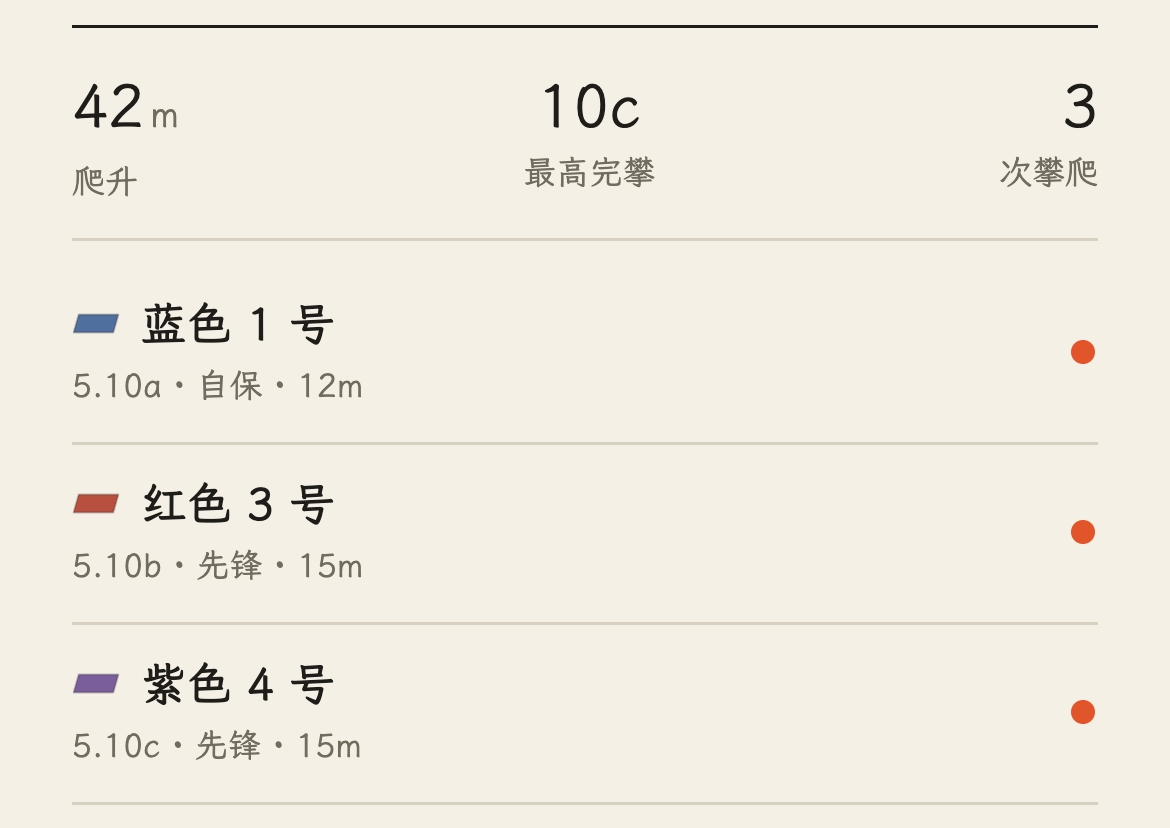 42 m 10c 3
爬升 最高完攀 次攀爬
蓝色 1 号
5.10a · 自保 · 12m
红色 3 号
5.10b · 先锋 · 15m
紫色 4 号
5.10c · 先锋 · 15m